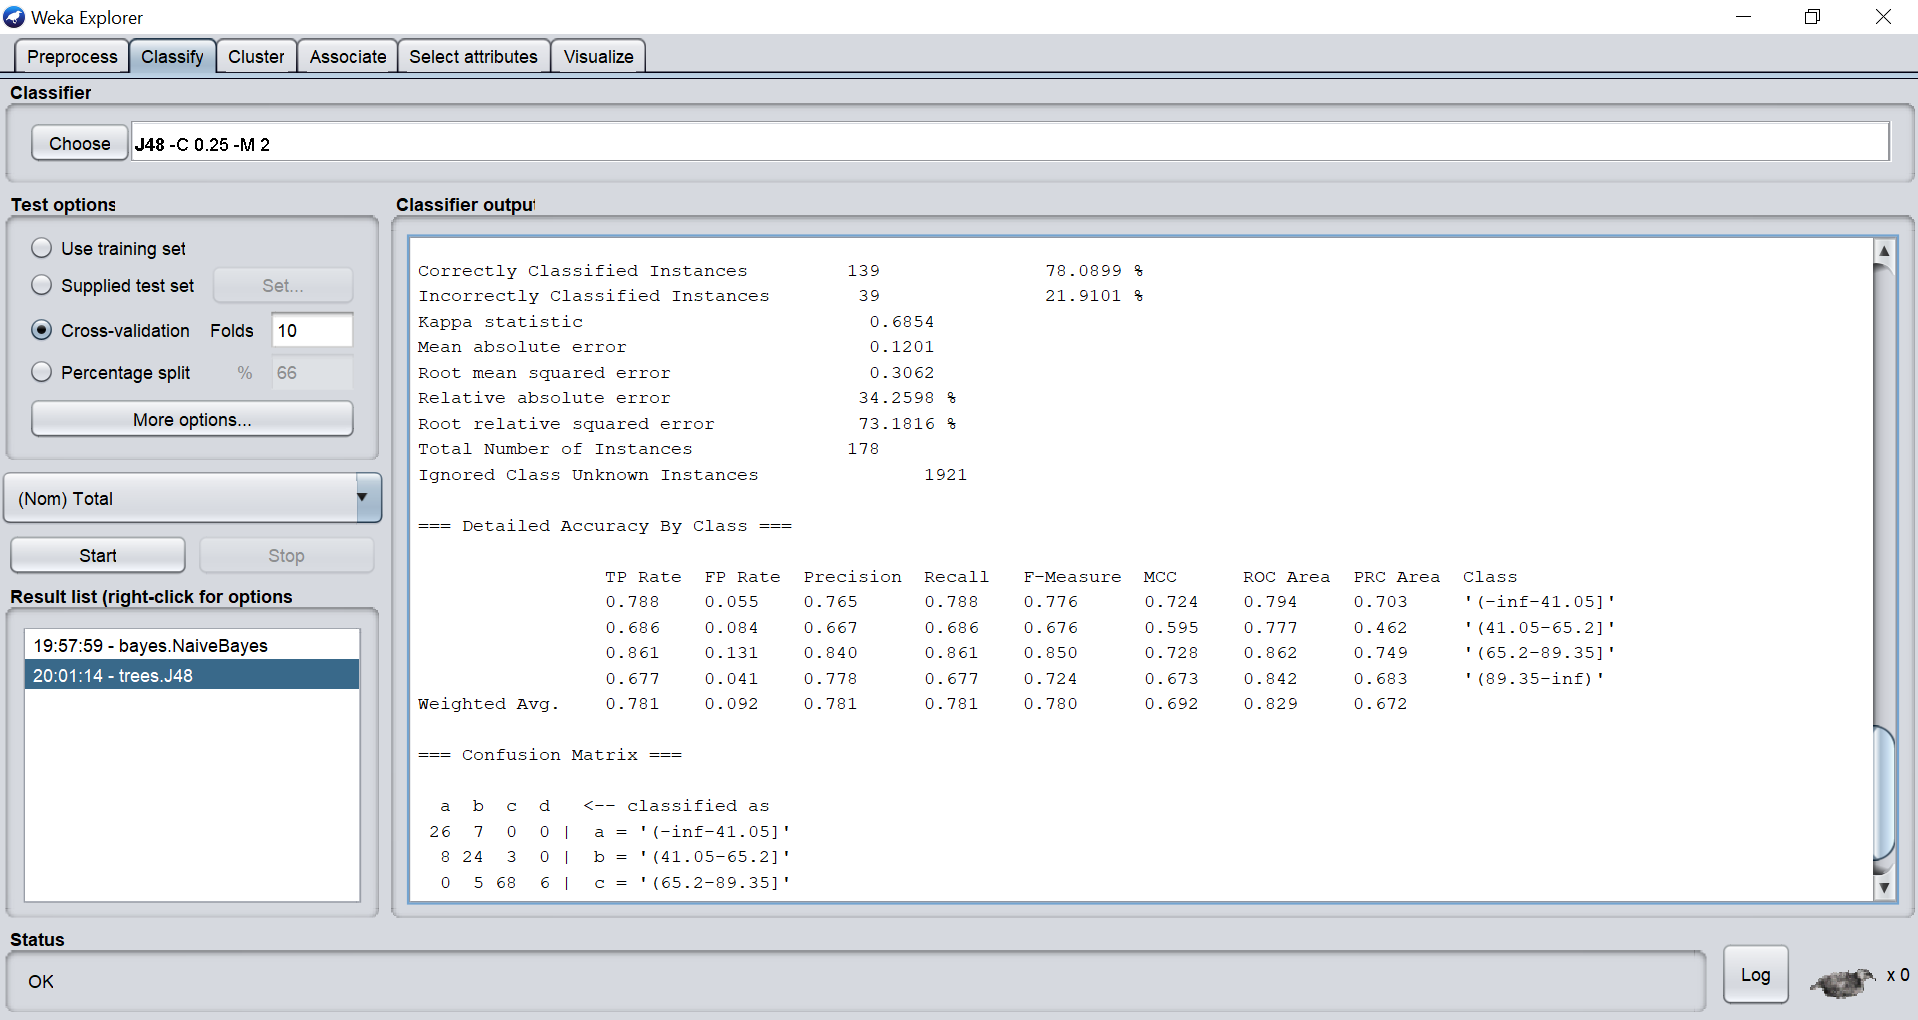 Weka Explorer
Preprocess Classify Cluster Associate Select attributes Visualize
Classifier
Choose J48 -C 0.25 -M 2
Test options
Use training set
Supplied test set Set...
Cross-validation Folds 10
Percentage split % 66
More options...
(Nom) Total
Start Stop
Result list (right-click for options
19:57:59 - bayes.NaiveBayes
20:01:14 - trees.J48
Classifier output
Correctly Classified Instances 139 78.0899 %
Incorrectly Classified Instances 39 21.9101 %
Kappa statistic 0.6854
Mean absolute error 0.1201
Root mean squared error 0.3062
Relative absolute error 34.2598 %
Root relative squared error 73.1816 %
Total Number of Instances 178
Ignored Class Unknown Instances 1921
=== Detailed Accuracy By Class ===
TP Rate FP Rate Precision Recall F-Measure MCC ROC Area PRC Area Class
0.788 0.055 0.765 0.788 0.776 0.724 0.794 0.703 '(-inf-41.05]'
0.686 0.084 0.667 0.686 0.676 0.595 0.777 0.462 '(41.05-65.2]'
0.861 0.131 0.840 0.861 0.850 0.728 0.862 0.749 '(65.2-89.35]'
0.677 0.041 0.778 0.677 0.724 0.673 0.842 0.683 '(89.35-inf)'
Weighted Avg. 0.781 0.092 0.781 0.781 0.780 0.692 0.829 0.672
=== Confusion Matrix ===
a b c d <-- classified as
26 7 0 0 | a = '(-inf-41.05]'
8 24 3 0 | b = '(41.05-65.2]'
0 5 68 6 | c = '(65.2-89.35]'
Status
OK
Log x 0